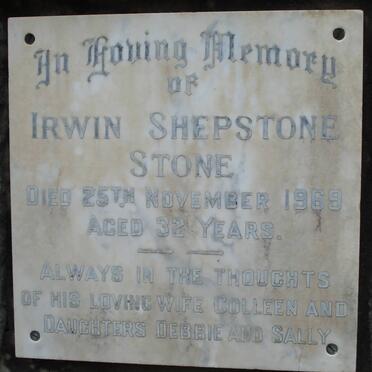 In Loving Memory
OF
IRWIN SHEPSTONE
STONE
DIED 25TH NOVEMBER 1969
AGED 32 YEARS.
ALWAYS IN THE THOUGHTS
OF HIS LOVING WIFE COLLEEN AND
DAUGHTERS DEBBIE AND SALLY